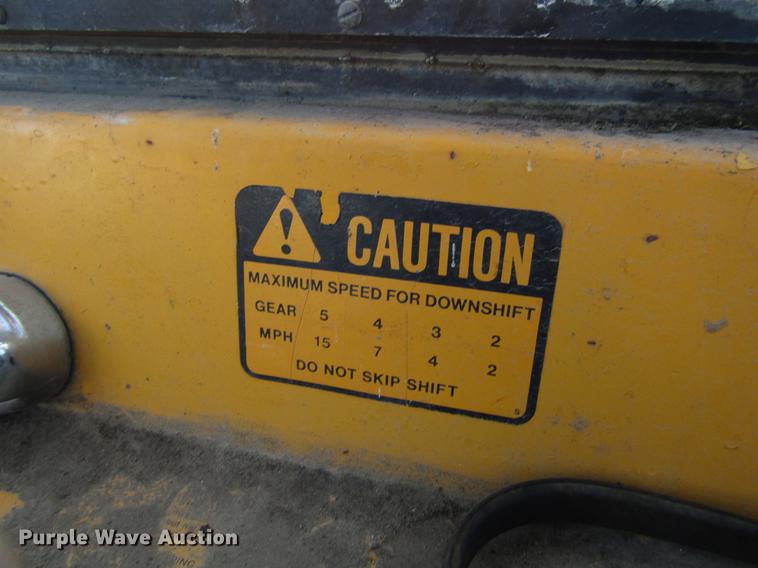 CAUTION
MAXIMUM SPEED FOR DOWNSHIFT
GEAR 5 4 3 2
MPH 15 7 4 2
DO NOT SKIP SHIFT
Purple Wave Auction